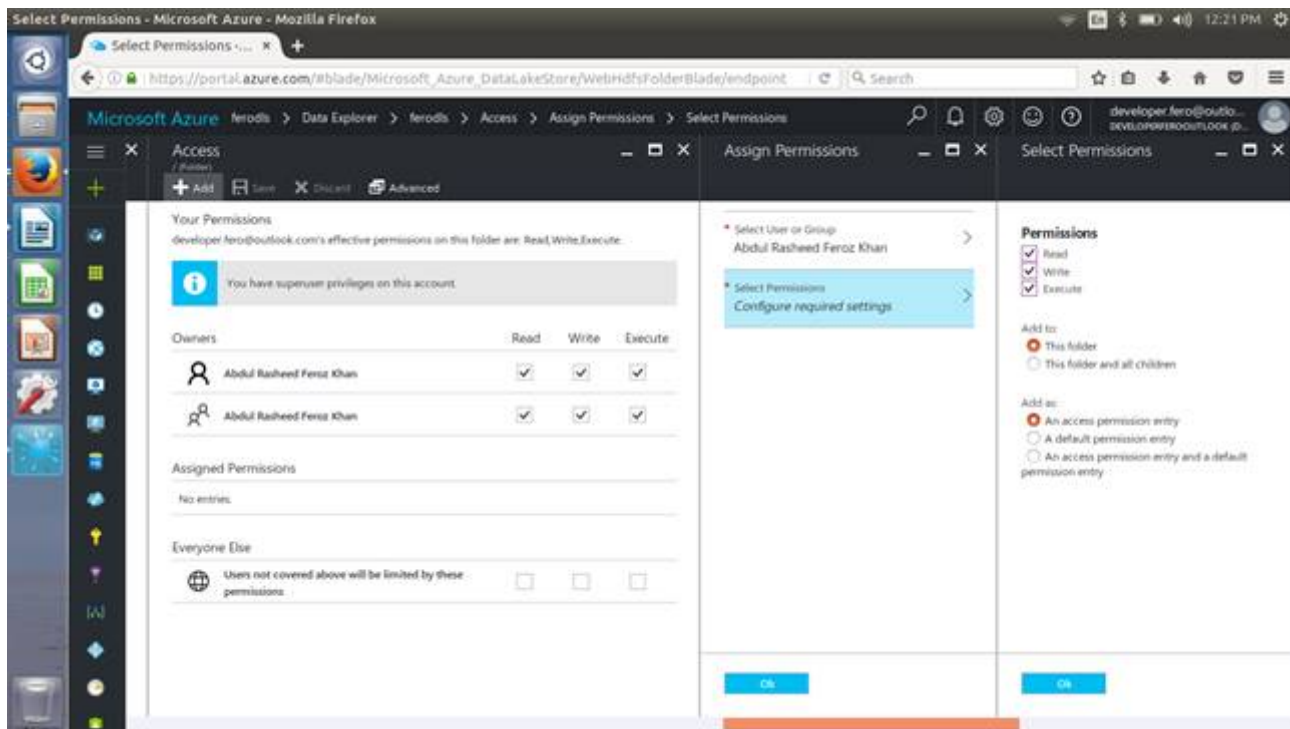 Select Permissions - Microsoft Azure - Mozilla Firefox
En
12:21 PM
Select Permissions -...
https://portal.azure.com/#blade/Microsoft_Azure_DataLakeStore/WebHdfsFolderBlade/endpoint
Search
Microsoft Azure ferodls > Data Explorer > ferodls > Access > Assign Permissions > Select Permissions
developer.fero@outlo...
Access
/ (Folder)
Add Save Discard Advanced
Your Permissions
developer.fero@outlook.com's effective permissions on this folder are: Read,Write,Execute.
You have superuser privileges on this account.
Owners Read Write Execute
Abdul Rasheed Feroz Khan
Abdul Rasheed Feroz Khan
Assigned Permissions
No entries.
Everyone Else
Users not covered above will be limited by these
permissions
Assign Permissions
* Select User or Group
Abdul Rasheed Feroz Khan
* Select Permissions
Configure required settings
Ok
Select Permissions
Permissions
Read
Write
Execute
Add to:
This folder
This folder and all children
Add as:
An access permission entry
A default permission entry
An access permission entry and a default
permission entry
Ok